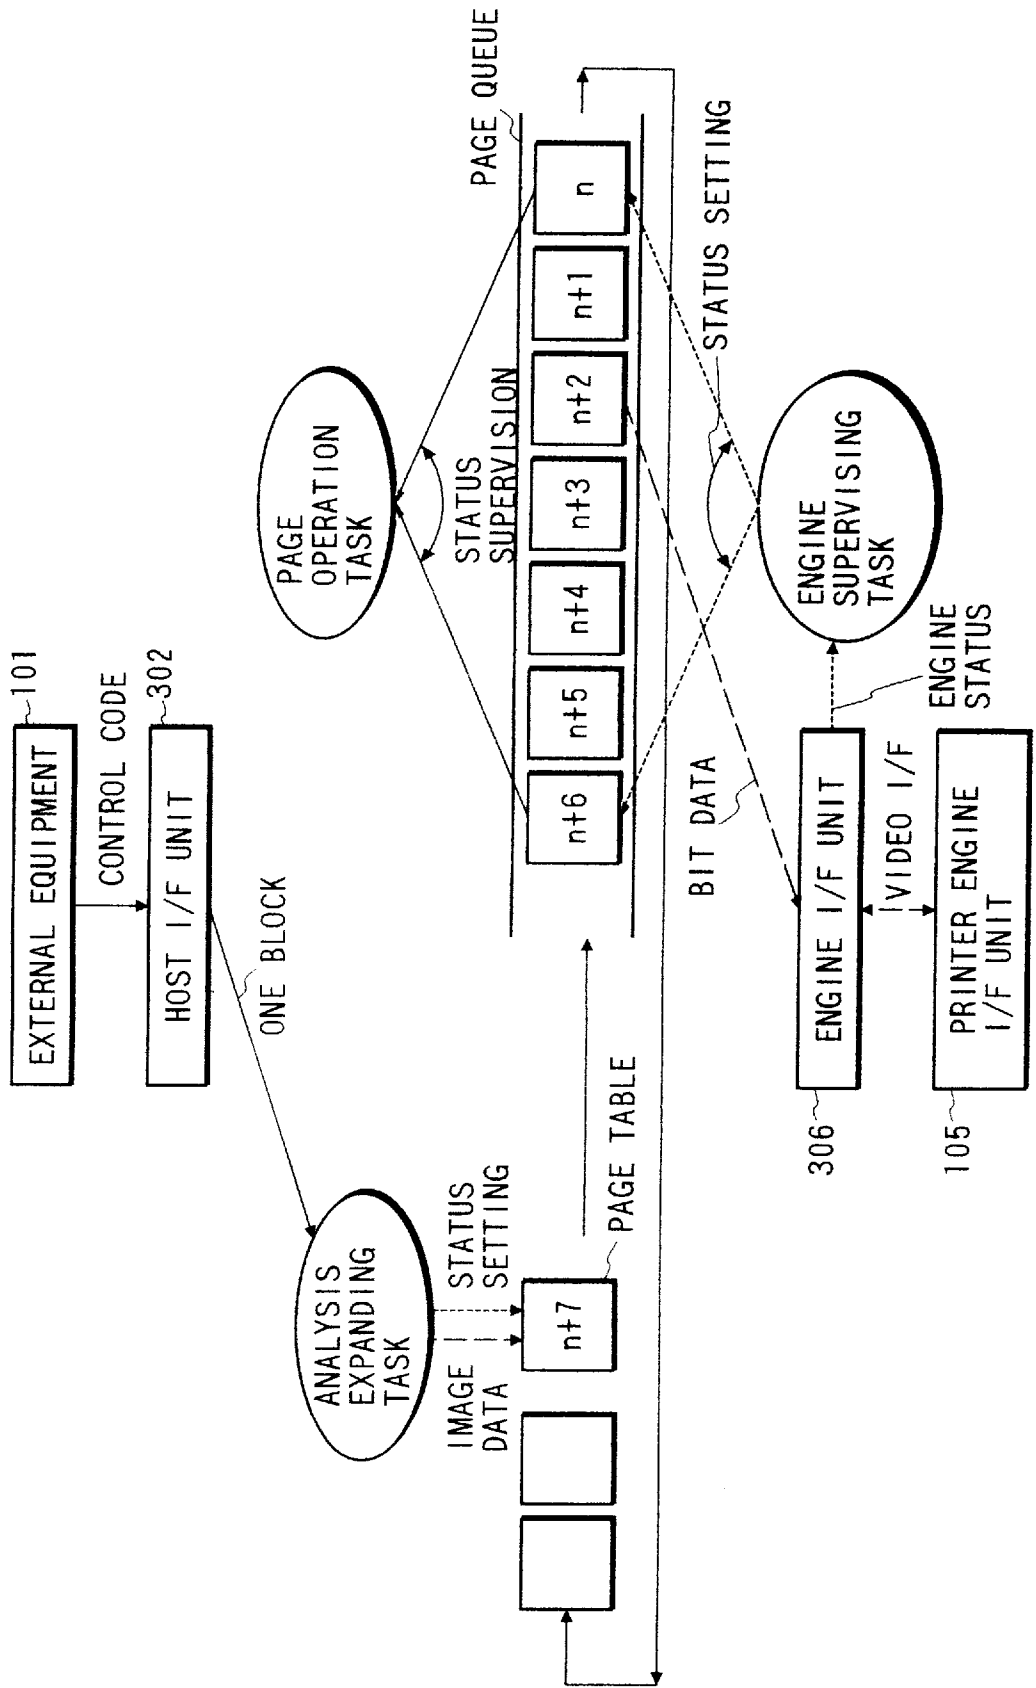 EXTERNAL EQUIPMENT
101
CONTROL CODE
HOST I/F UNIT
302
ONE BLOCK
ANALYSIS
EXPANDING
TASK
PAGE
OPERATION
TASK
IMAGE
DATA
STATUS
SETTING
STATUS
SUPERVISION
PAGE QUEUE
n+7
n+6
n+5
n+4
n+3
n+2
n+1
n
PAGE TABLE
BIT DATA
STATUS SETTING
306
ENGINE I/F UNIT
ENGINE
SUPERVISING
TASK
VIDEO I/F
ENGINE
STATUS
105
PRINTER ENGINE
I/F UNIT